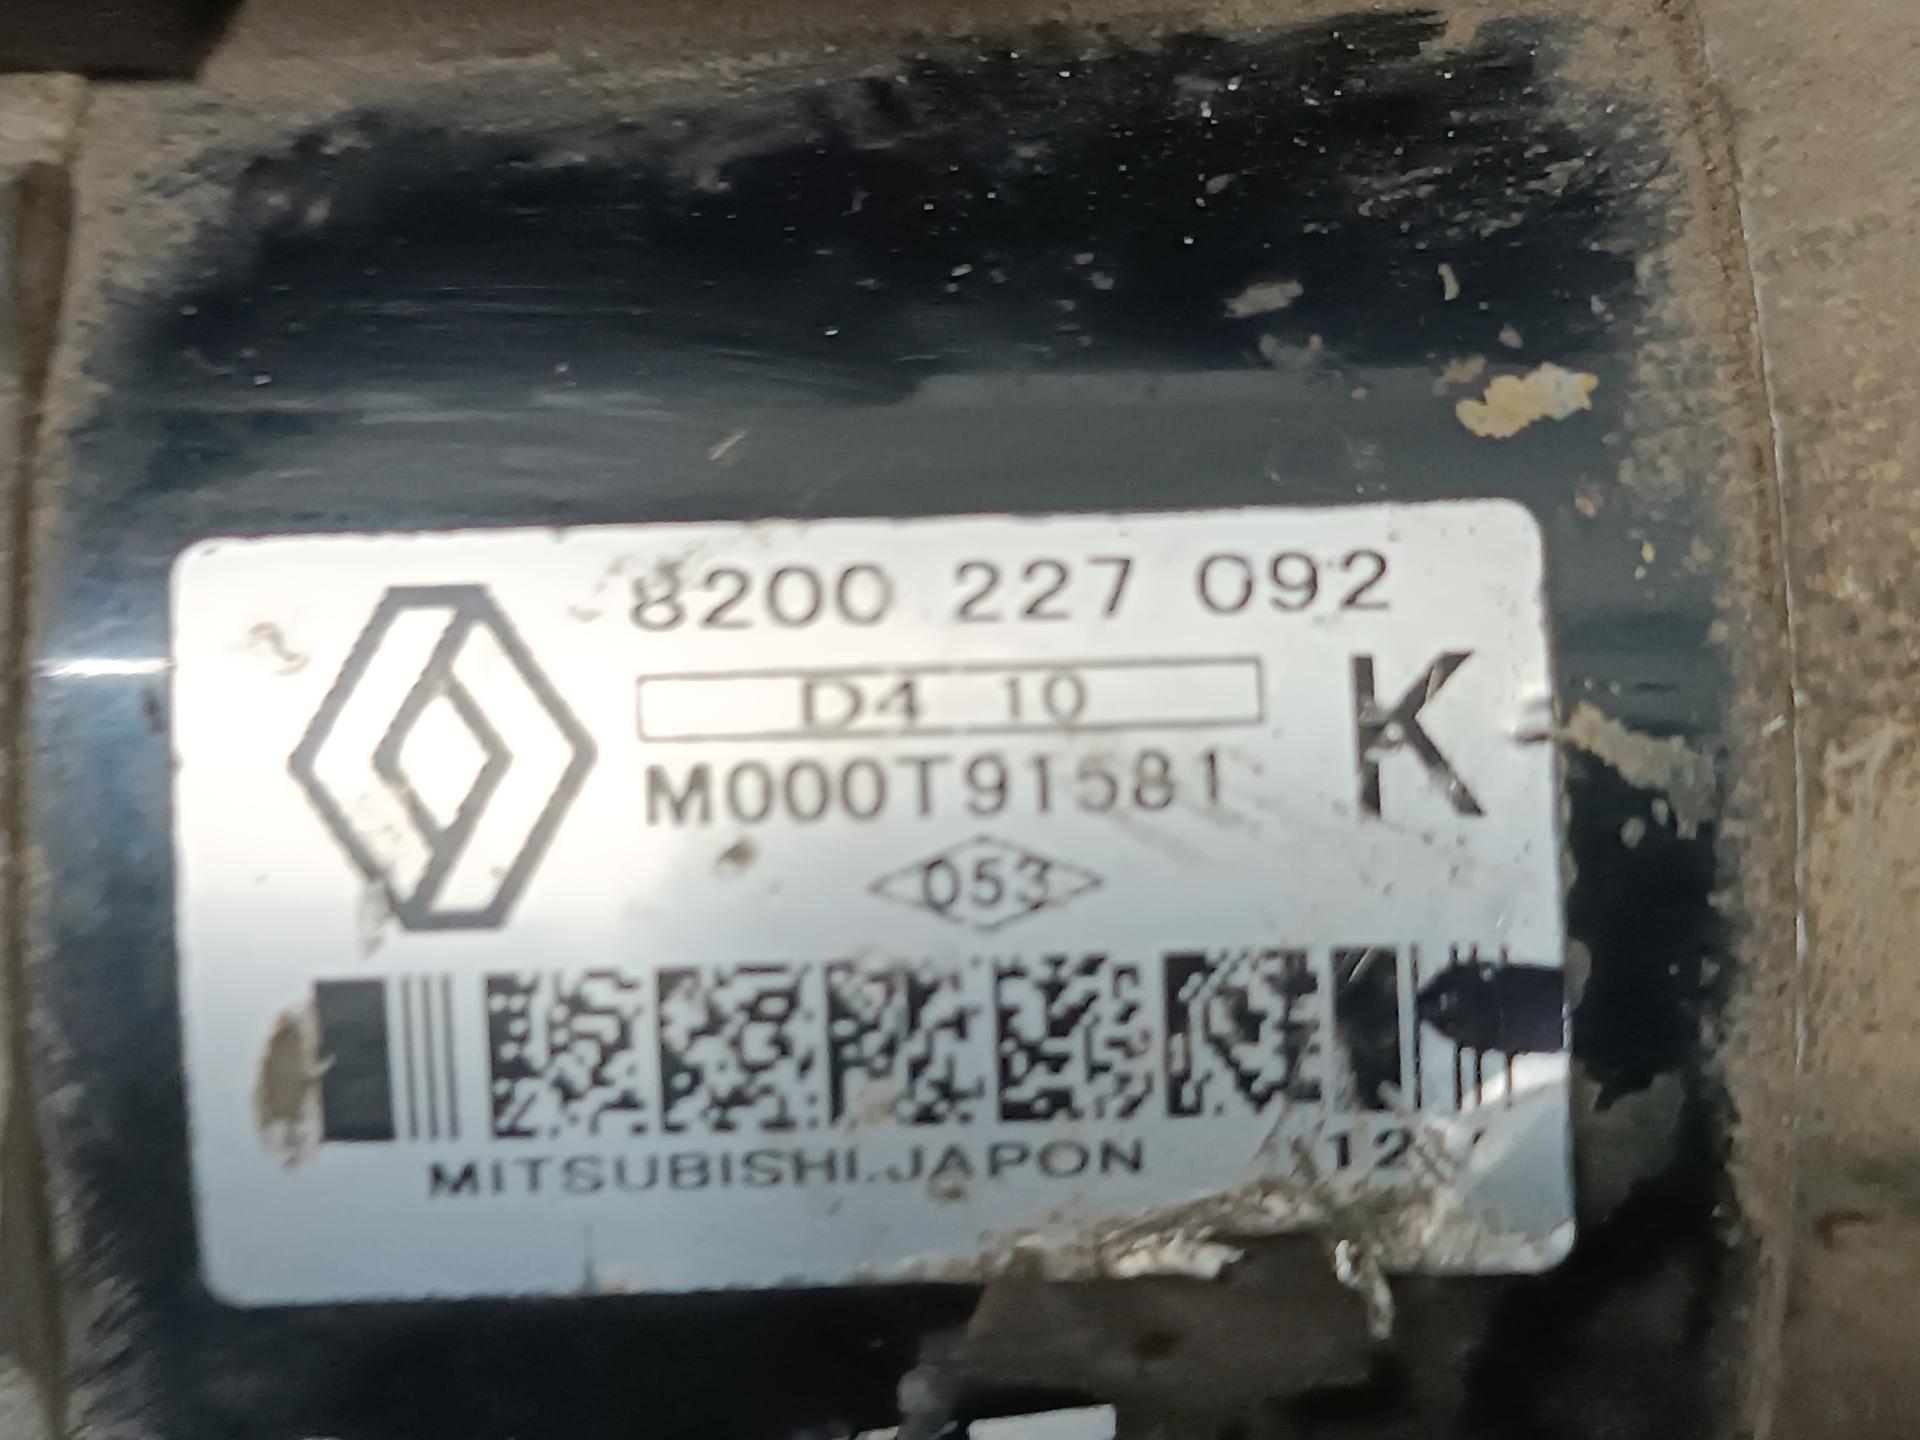 8200 227 092
D4 10
K
M000T91581
053
MITSUBISHI.JAPON 12V